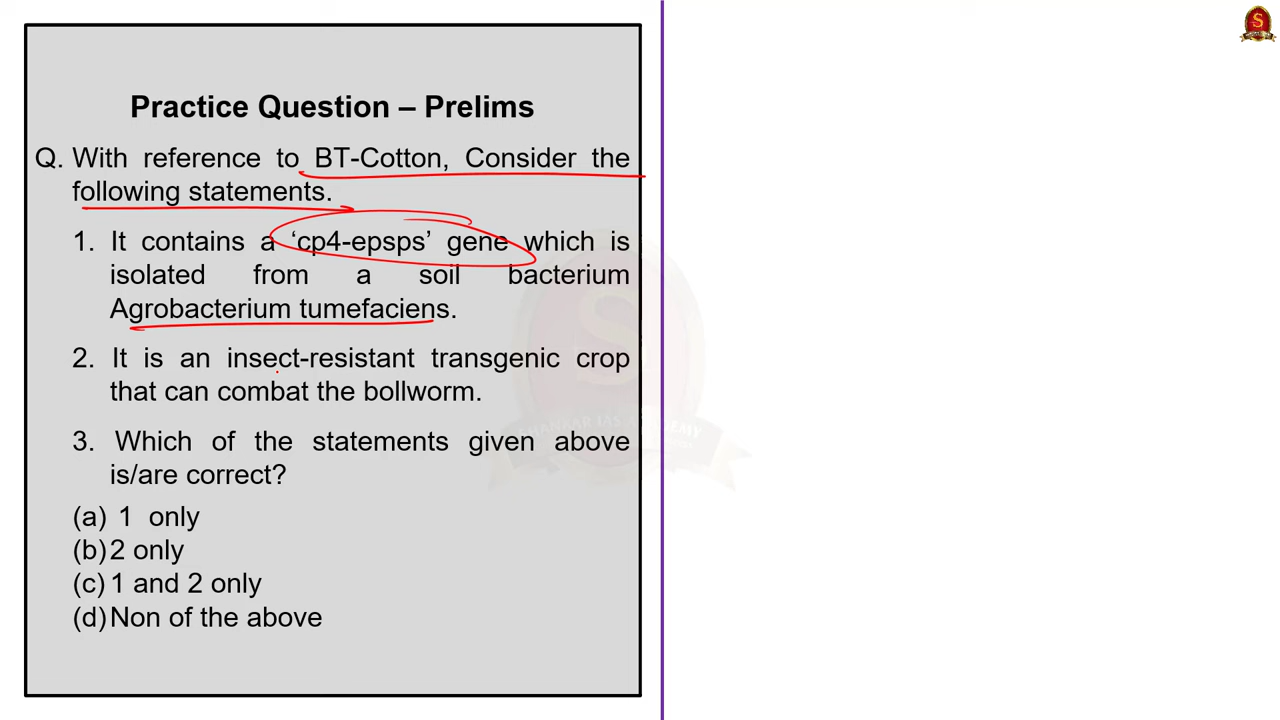 Practice Question – Prelims
Q. With reference to BT-Cotton, Consider the
following statements.
1. It contains a ‘cp4-epsps’ gene which is
isolated from a soil bacterium
Agrobacterium tumefaciens.
2. It is an insect-resistant transgenic crop
that can combat the bollworm.
3. Which of the statements given above
is/are correct?
(a) 1 only
(b) 2 only
(c) 1 and 2 only
(d) Non of the above
S
S
SHANKAR IAS ACADEMY